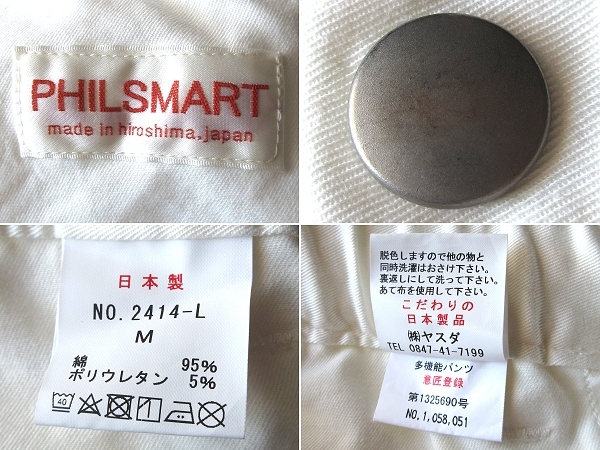 PHILSMART
made in hiroshima,japan
日本製
NO.2414-L
M
綿 95%
ポリウレタン 5%
40
脱色しますので他の物と
同時洗濯はおさけ下さい。
裏返しにして洗って下さい。
あて布を使用して下さい。
こだわりの
日本製品
㈱ヤスダ
TEL 0847-41-7199
多機能パンツ
意匠登録
第1325690号
NO.1,058,051